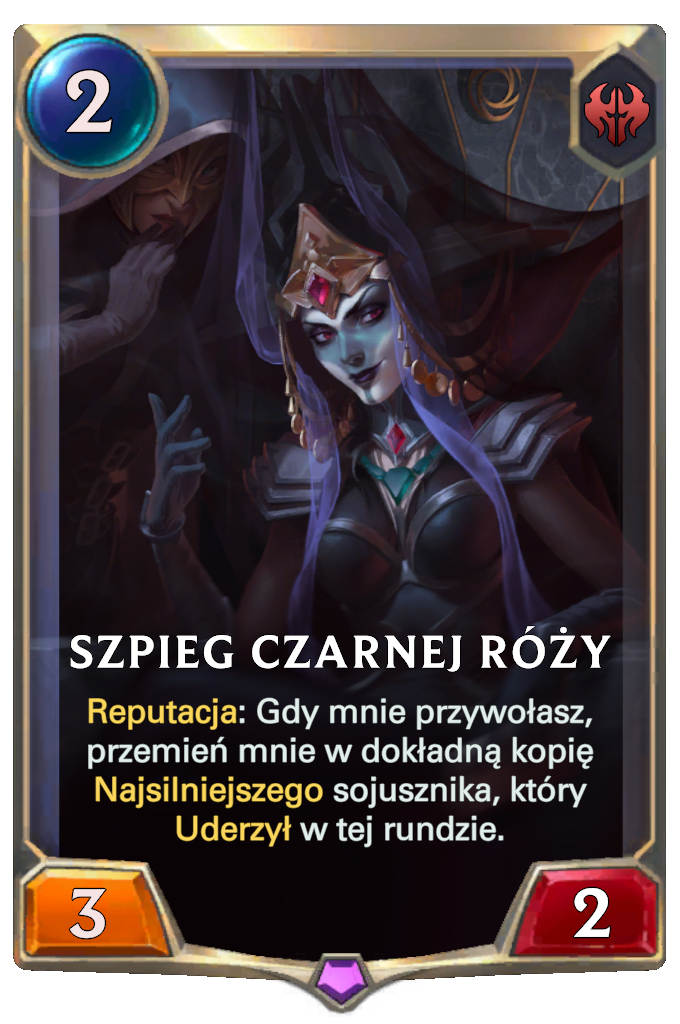 2
SZPIEG CZARNEJ RÓŻY
Reputacja: Gdy mnie przywołasz,
przemień mnie w dokładną kopię
Najsilniejszego sojusznika, który
Uderzył w tej rundzie.
3
2